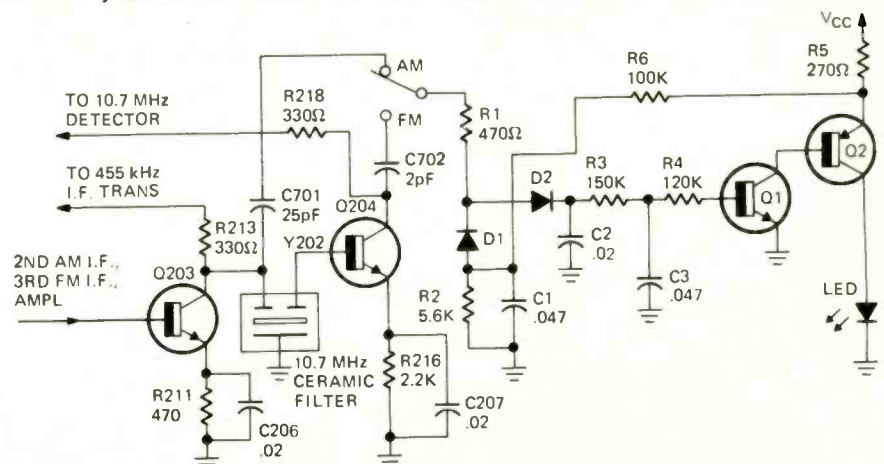 VCC
R5
270Ω
R6
100K
AM
FM
TO 10.7 MHz
DETECTOR
R218
330Ω
R1
470Ω
C702
2pF
D2
R3
150K
R4
120K
Q1
Q2
TO 455 kHz
I.F. TRANS
C701
25pF
Q204
R213
330Ω
Y202
D1
C2
.02
C3
.047
LED
2ND AM I.F.,
3RD FM I.F.,
AMPL
Q203
R2
5.6K
C1
.047
10.7 MHz
CERAMIC
FILTER
R216
2.2K
C207
.02
R211
470
C206
.02